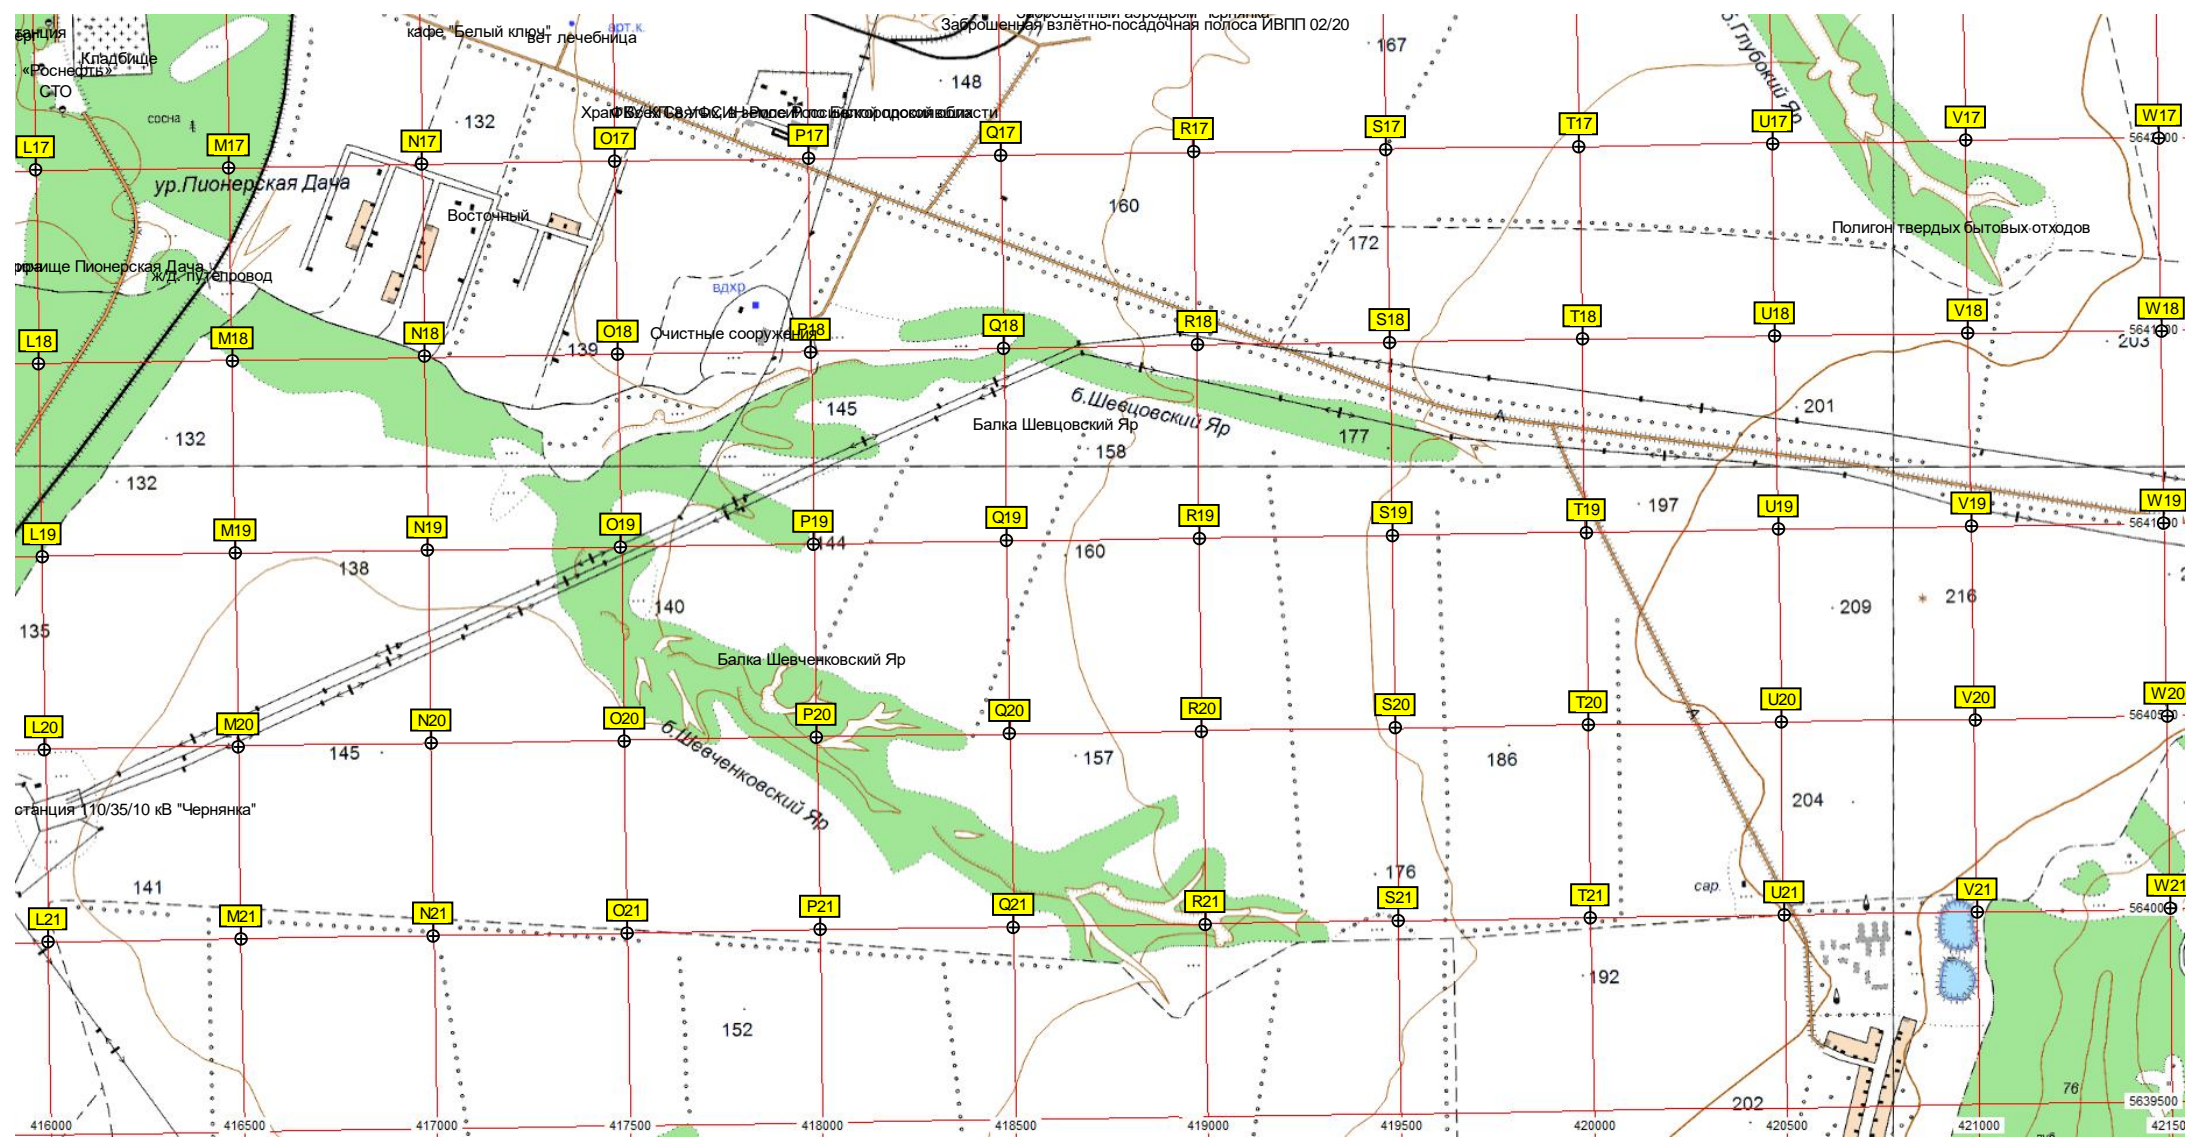 станция
«Роснефть»
Кладбище
СТО
сосна
кафе "Белый ключ"
вет лечебница
арт.к.
Заброшенная взлётно-посадочная полоса ИВПП 02/20
148
167
132
б.Глубокий Яр
L17
M17
N17
O17
P17
Q17
R17
S17
T17
U17
V17
W17
ур.Пионерская Дача
Восточный
160
172
Полигон твердых бытовых отходов
Пионерская Дача
ж/д. путепровод
вдхр.
Очистные сооружения
139
L18
M18
N18
O18
P18
Q18
R18
S18
T18
U18
V18
W18
203
132
145
б.Шевцовский Яр
Балка Шевцовский Яр
177
201
А
158
132
197
L19
M19
N19
O19
P19
Q19
R19
S19
T19
U19
V19
W19
144
138
160
140
135
209
216
Балка Шевченковский Яр
L20
M20
N20
O20
P20
Q20
R20
S20
T20
U20
V20
W20
А
б.Шевченковский Яр
145
157
186
204
станция 110/35/10 кВ "Чернянка"
141
176
сар.
L21
M21
N21
O21
P21
Q21
R21
S21
T21
U21
V21
W21
192
152
76
202
5639500
416000
416500
417000
417500
418000
418500
419000
419500
420000
420500
421000